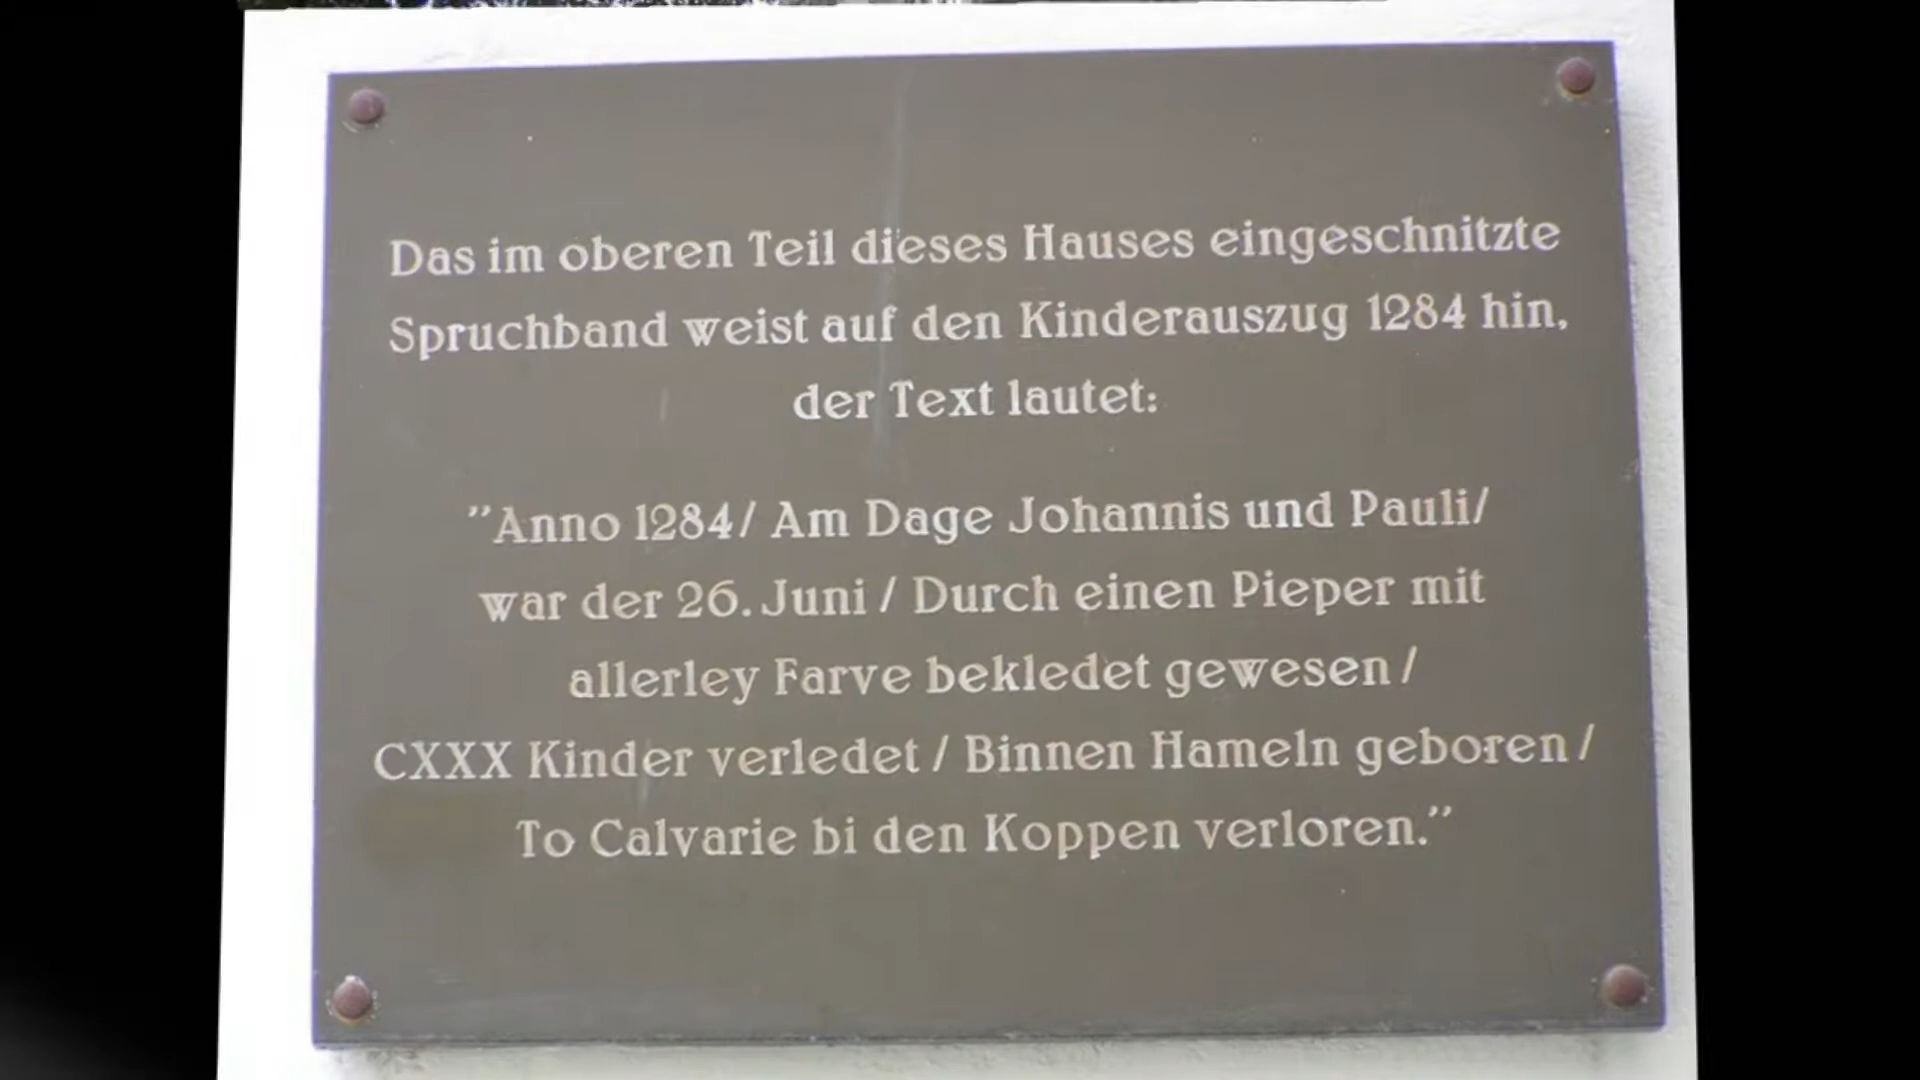 Das im oberen Teil dieses Hauses eingeschnitzte
Spruchband weist auf den Kinderauszug 1284 hin,
der Text lautet:
"Anno 1284/ Am Dage Johannis und Pauli/
war der 26. Juni / Durch einen Pieper mit
allerley Farve bekledet gewesen /
CXXX Kinder verledet / Binnen Hameln geboren /
To Calvarie bi den Koppen verloren."